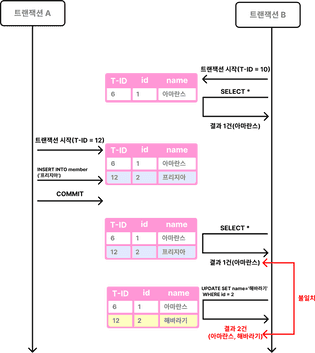 트랜잭션 A
트랜잭션 B
트랜잭션 시작(T-ID = 10)
T-ID id name
6 1 아마란스
SELECT *
결과 1건(아마란스)
트랜잭션 시작(T-ID = 12)
T-ID id name
6 1 아마란스
INSERT INTO member
('프리지아')
12 2 프리지아
COMMIT
T-ID id name
SELECT *
6 1 아마란스
12 2 프리지아
결과 1건(아마란스)
불일치
T-ID id name
UPDATE SET name='해바라기'
WHERE id = 2
6 1 아마란스
12 2 해바라기
결과 2건
(아마란스, 해바라기)